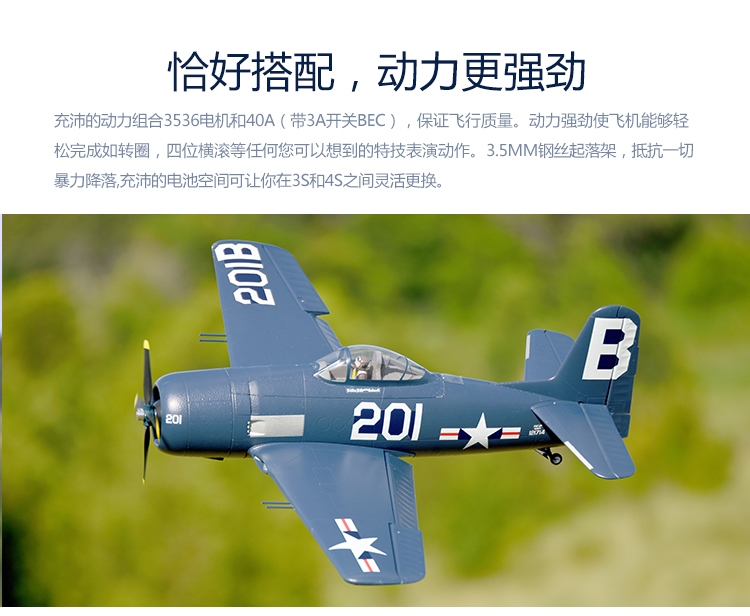 恰好搭配，动力更强劲
充沛的动力组合3536电机和40A（带3A开关BEC），保证飞行质量。动力强劲使飞机能够轻
松完成如转圈，四位横滚等任何您可以想到的特技表演动作。3.5MM钢丝起落架，抵抗一切
暴力降落,充沛的电池空间可让你在3S和4S之间灵活更换。
201B
B
201
201
121714